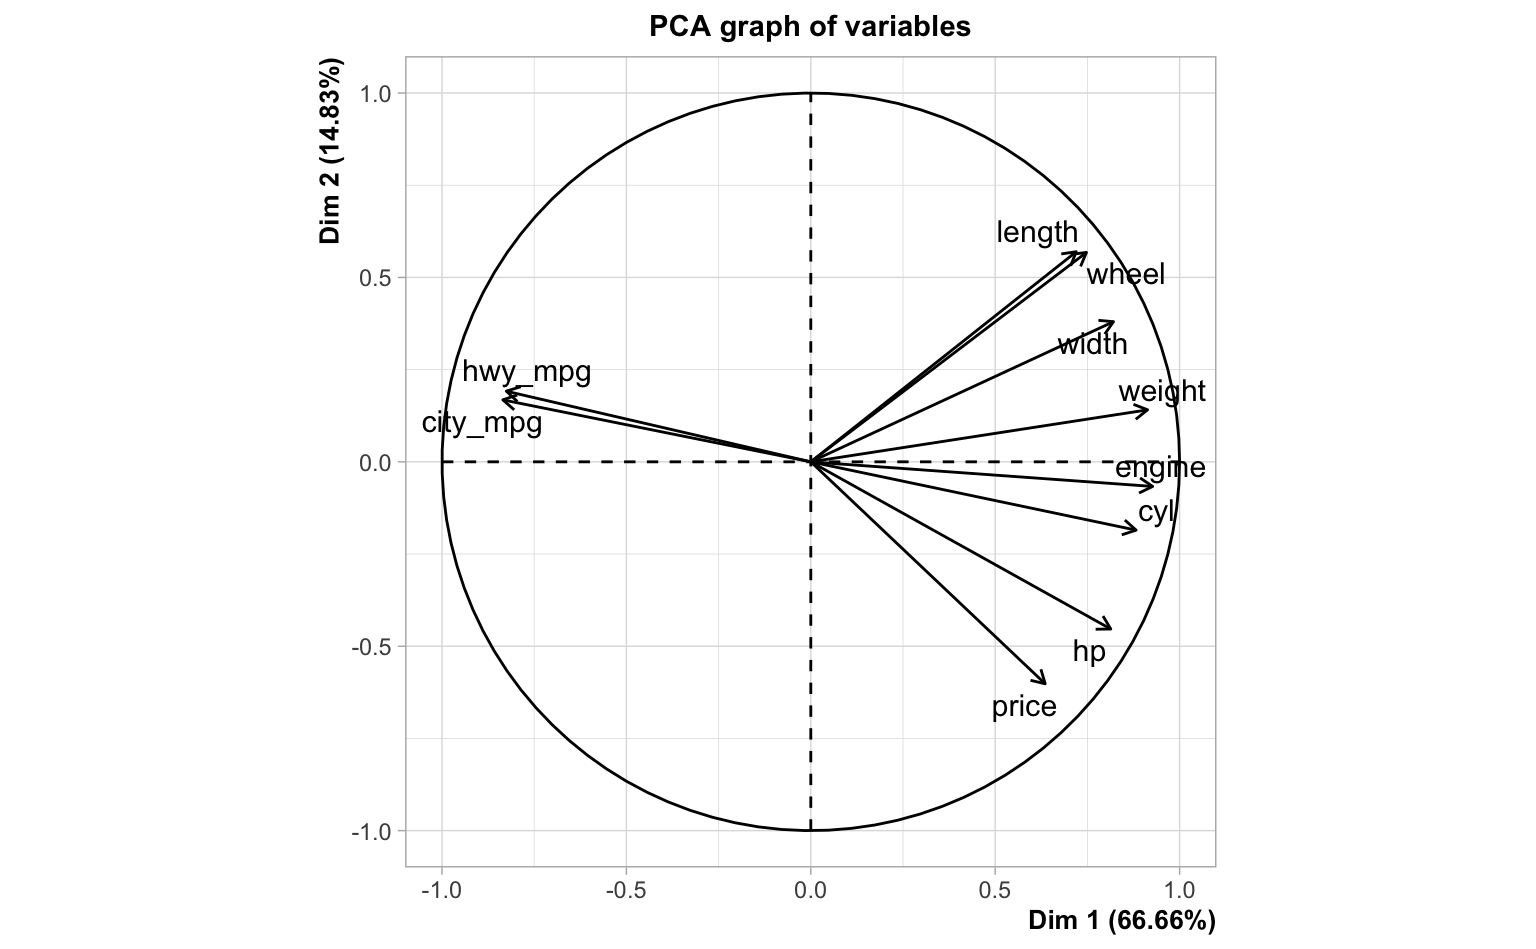 PCA graph of variables
Dim 2 (14.83%)
1.0
0.5
0.0
-0.5
-1.0
length
wheel
width
hwy_mpg
weight
city_mpg
engine
cyl
hp
price
-1.0 -0.5 0.0 0.5 1.0
Dim 1 (66.66%)